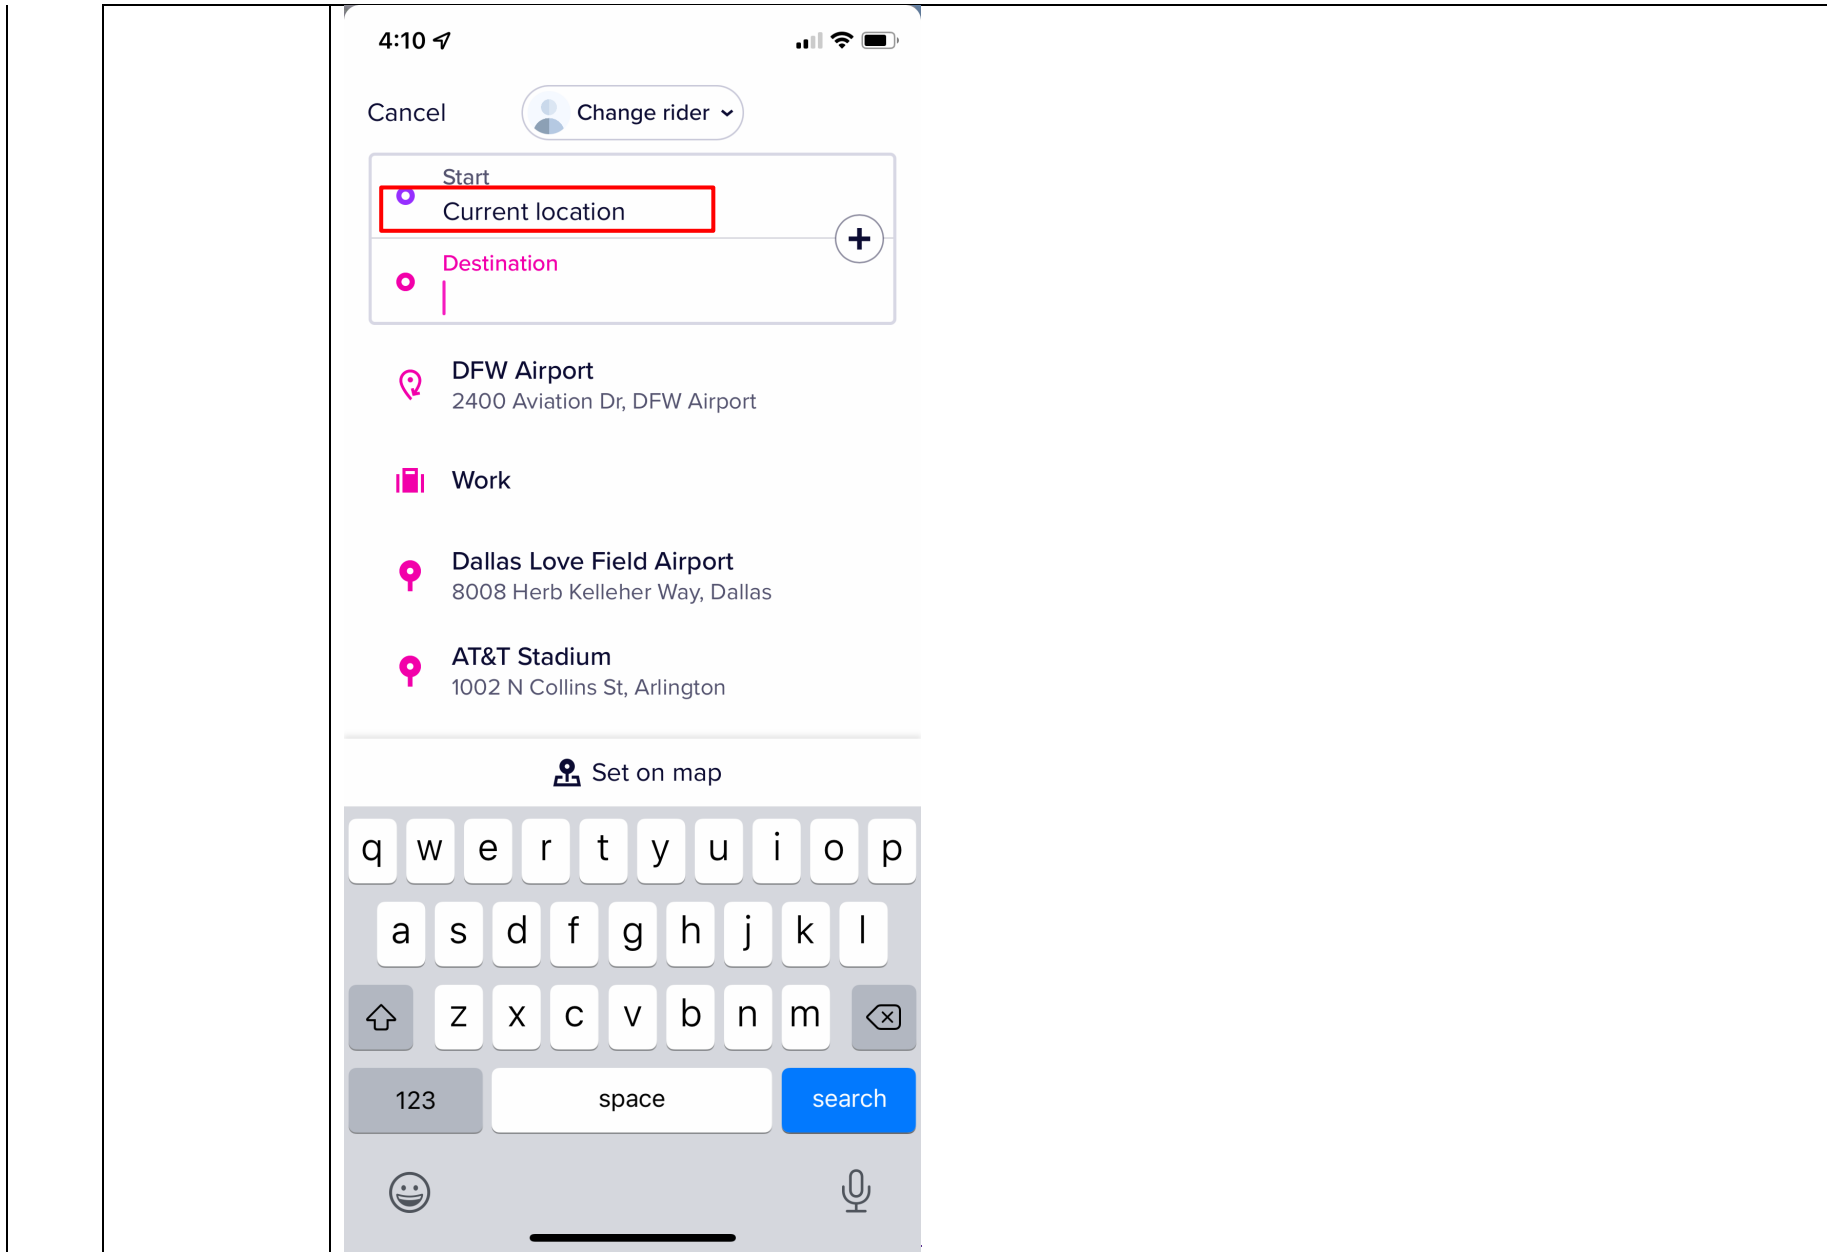 4:10
Cancel
Change rider
Start
Current location
Destination
DFW Airport
2400 Aviation Dr, DFW Airport
Work
Dallas Love Field Airport
8008 Herb Kelleher Way, Dallas
AT&T Stadium
1002 N Collins St, Arlington
Set on map
q w e r t y u i o p
a s d f g h j k l
z x c v b n m
123 space search